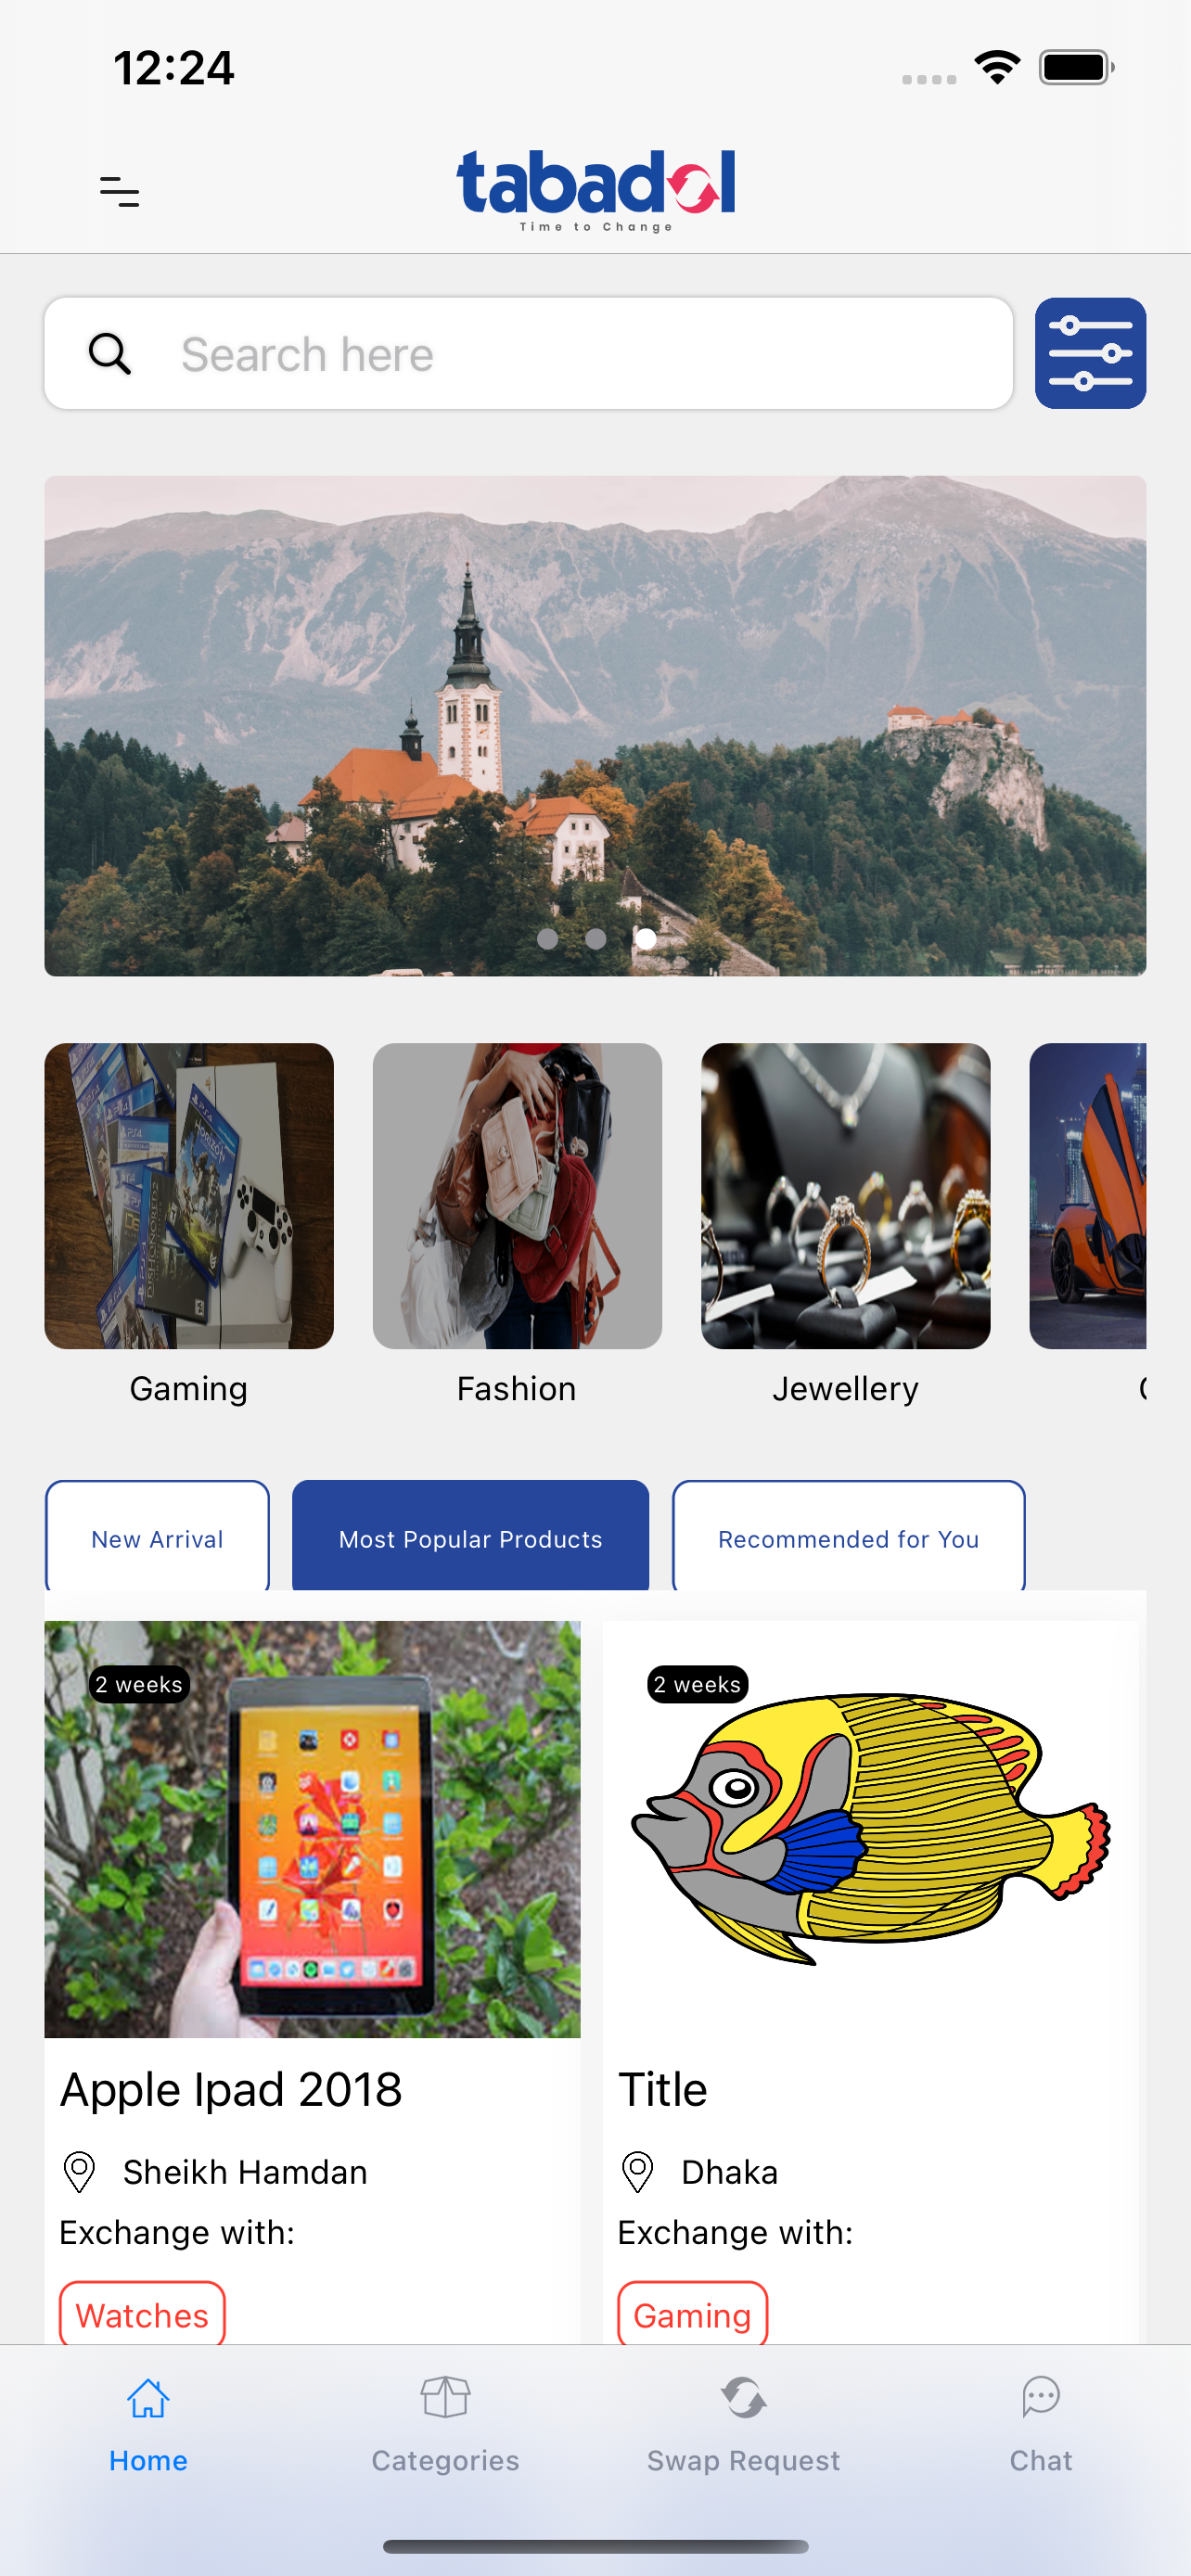 12:24
tabadol
Time to Change
Search here
Gaming
Fashion
Jewellery
New Arrival
Most Popular Products
Recommended for You
2 weeks
2 weeks
Apple Ipad 2018
Title
Sheikh Hamdan
Dhaka
Exchange with:
Exchange with:
Watches
Gaming
Home
Categories
Swap Request
Chat